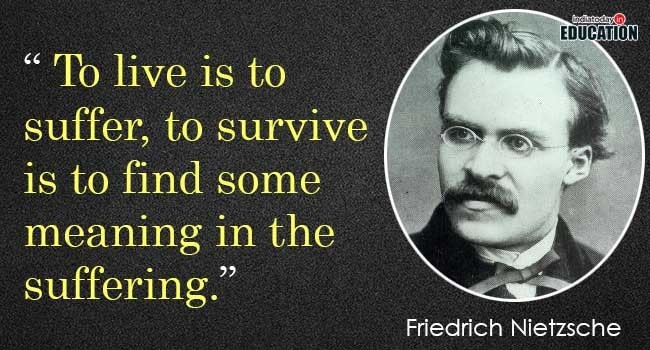 indiatoday.in
EDUCATION
“ To live is to
suffer, to survive
is to find some
meaning in the
suffering.”
Friedrich Nietzsche